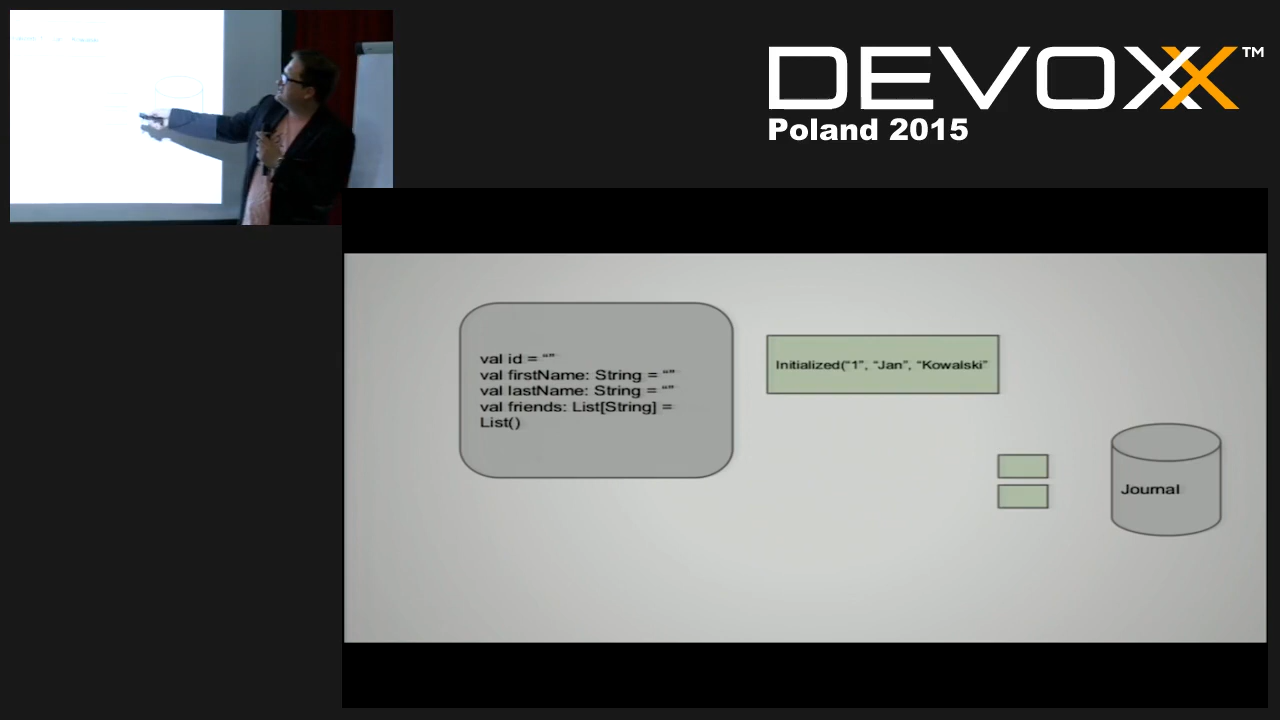 DEVOXX™
Poland 2015
val id = “”
val firstName: String = “”
val lastName: String = “”
val friends: List[String] =
List()
Initialized(“1”, “Jan”, “Kowalski”
Journal